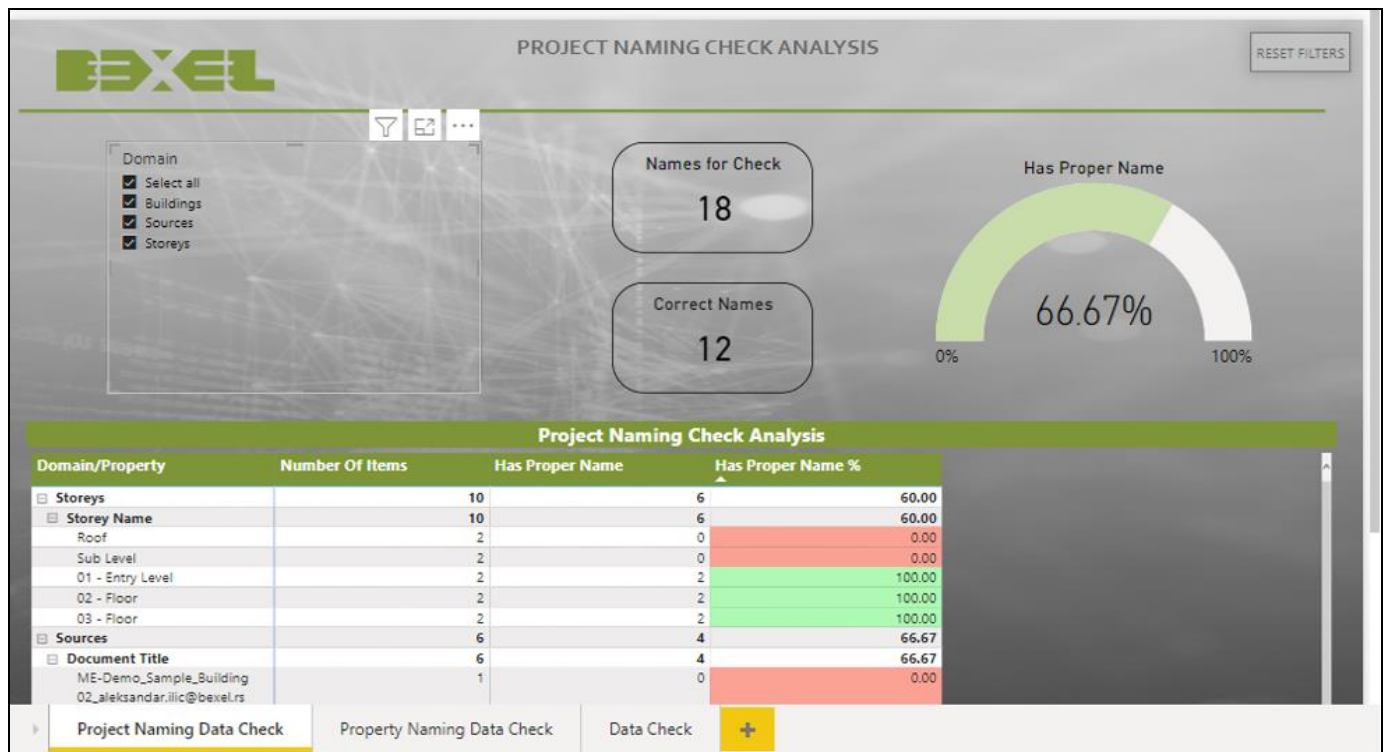 BEXEL
PROJECT NAMING CHECK ANALYSIS
RESET FILTERS
Domain
Select all
Buildings
Sources
Storeys
Names for Check
18
Correct Names
12
Has Proper Name
66.67%
0%
100%
Project Naming Check Analysis
Domain/Property Number Of Items Has Proper Name Has Proper Name %
Storeys 10 6 60.00
Storey Name 10 6 60.00
Roof 2 0 0.00
Sub Level 2 0 0.00
01 - Entry Level 2 2 100.00
02 - Floor 2 2 100.00
03 - Floor 2 2 100.00
Sources 6 4 66.67
Document Title 6 4 66.67
ME-Demo_Sample_Building 1 0 0.00
02_aleksandar.ilic@bexel.rs
Project Naming Data Check Property Naming Data Check Data Check